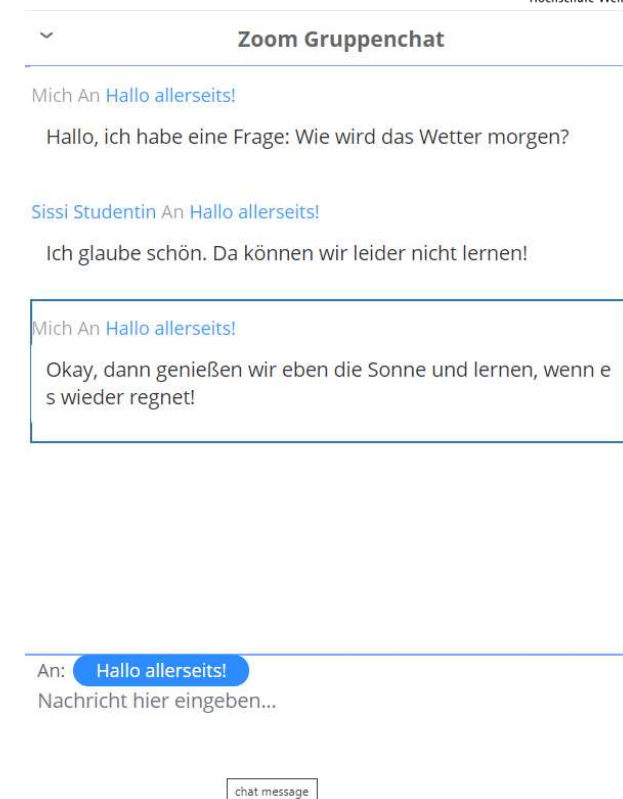 Zoom Gruppenchat
Mich An Hallo allerseits!
Hallo, ich habe eine Frage: Wie wird das Wetter morgen?
Sissi Studentin An Hallo allerseits!
Ich glaube schön. Da können wir leider nicht lernen!
Mich An Hallo allerseits!
Okay, dann genießen wir eben die Sonne und lernen, wenn e
s wieder regnet!
An: Hallo allerseits!
Nachricht hier eingeben...
chat message